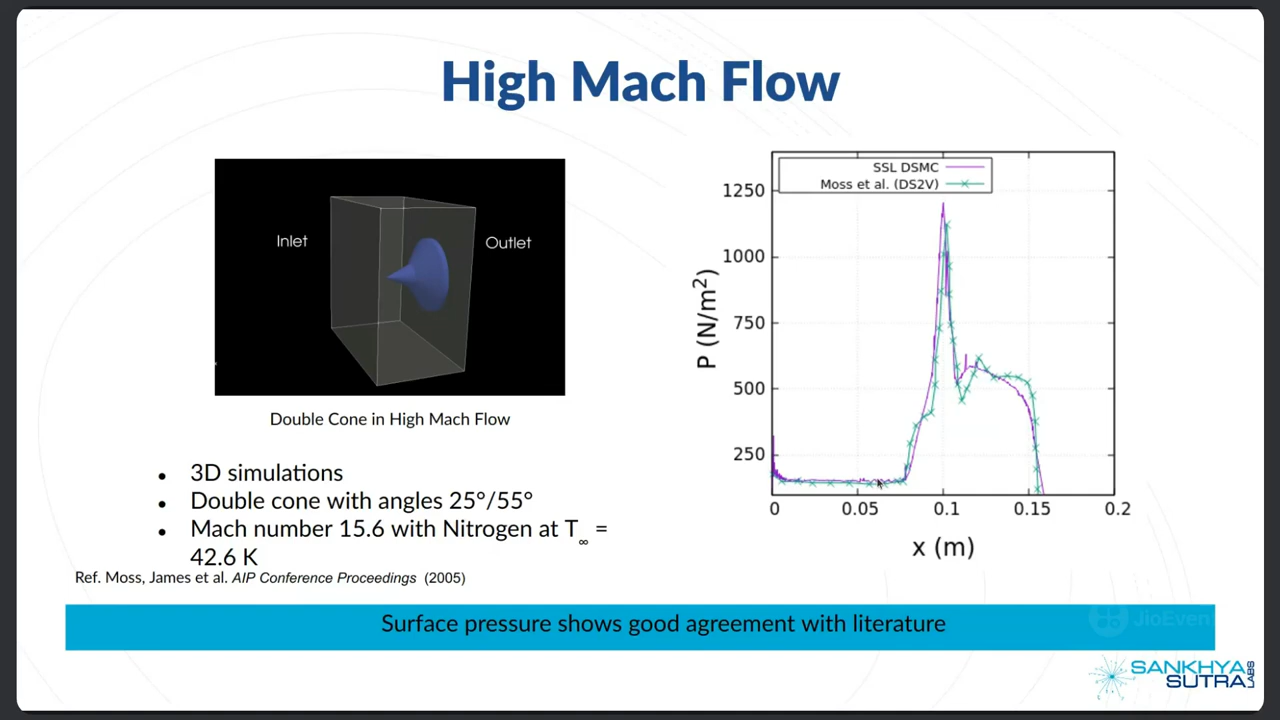 High Mach Flow
Inlet
Outlet
Double Cone in High Mach Flow
• 3D simulations
• Double cone with angles 25°/55°
• Mach number 15.6 with Nitrogen at T∞ =
42.6 K
Ref. Moss, James et al. AIP Conference Proceedings (2005)
SSL DSMC
Moss et al. (DS2V)
P (N/m²)
1250
1000
750
500
250
0 0.05 0.1 0.15 0.2
x (m)
Surface pressure shows good agreement with literature
JioEven
SANKHYA
SUTRA LABS